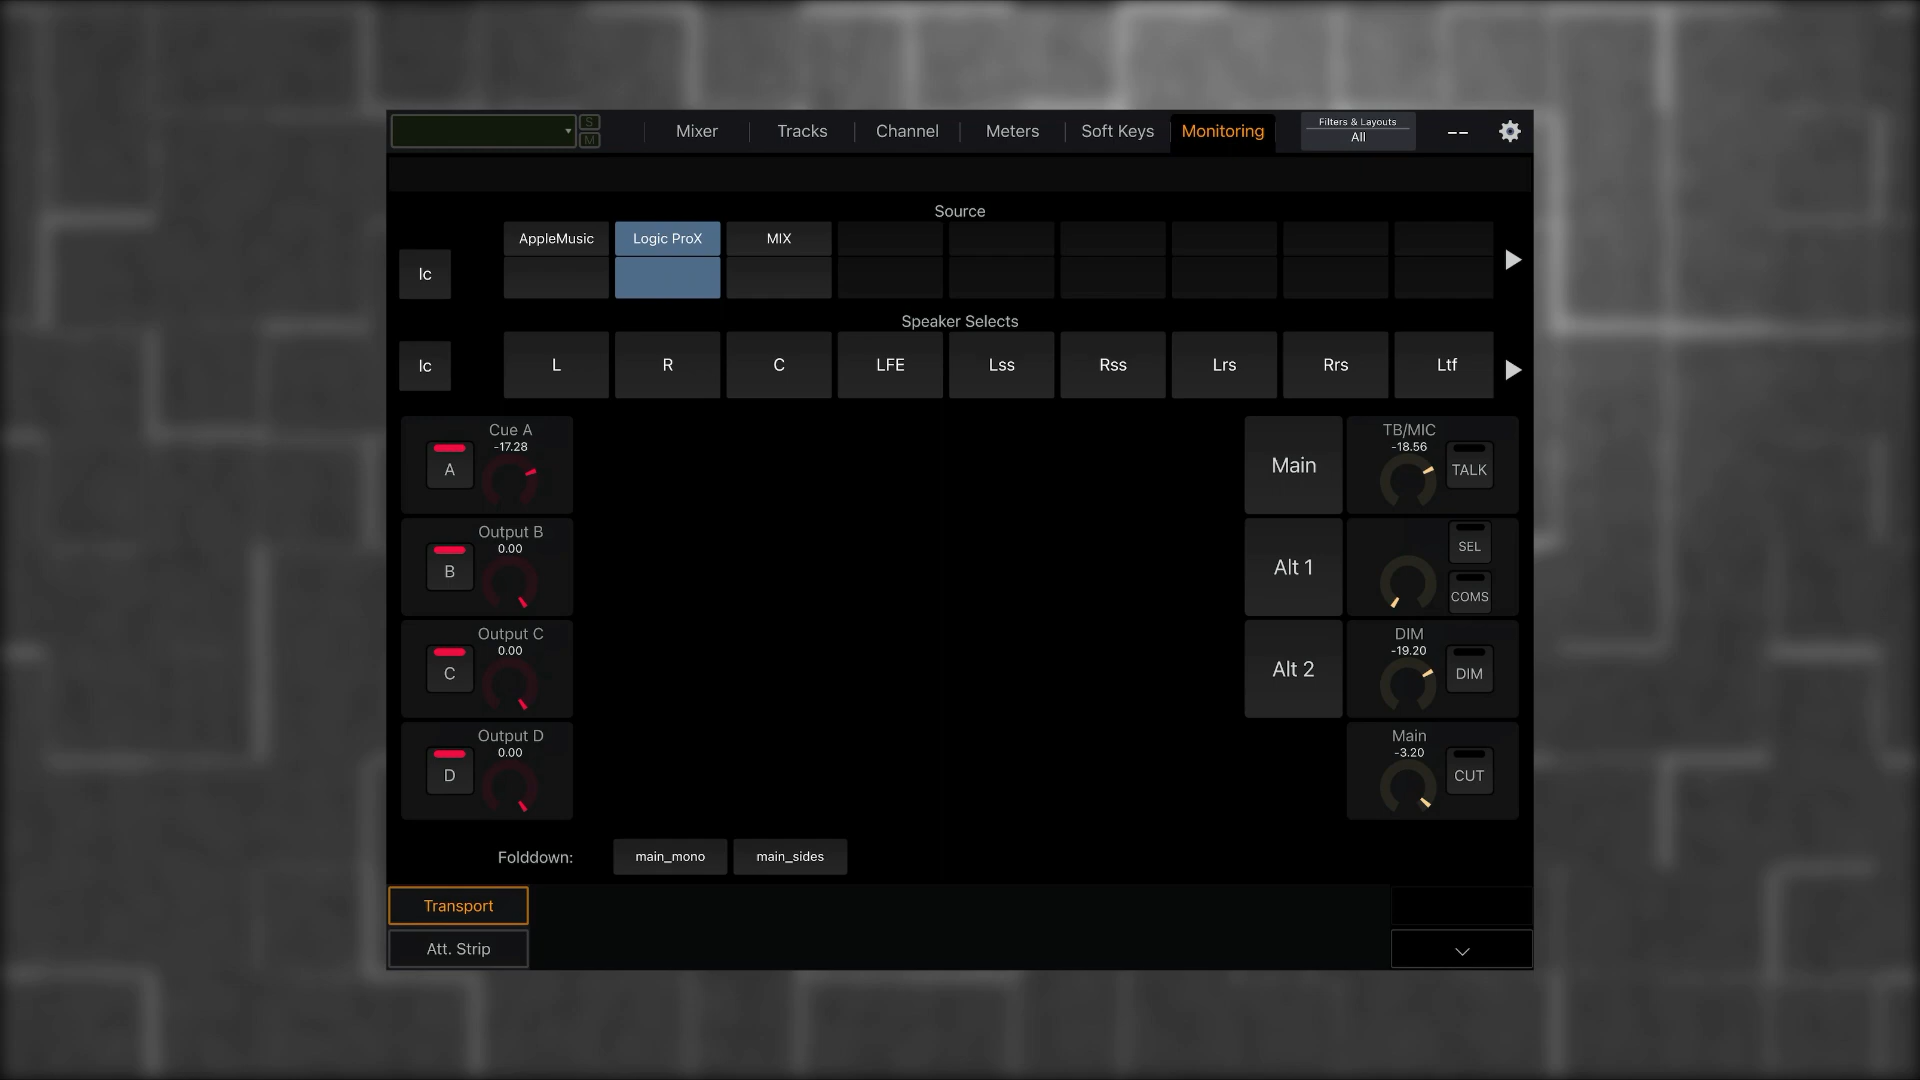 S
M
Mixer
Tracks
Channel
Meters
Soft Keys
Monitoring
Filters & Layouts
All
--
Source
Ic
AppleMusic
Logic ProX
MIX
Speaker Selects
Ic
L
R
C
LFE
Lss
Rss
Lrs
Rrs
Ltf
Cue A
-17.28
A
Output B
0.00
B
Output C
0.00
C
Output D
0.00
D
Main
Alt 1
Alt 2
TB/MIC
-18.56
TALK
SEL
COMS
DIM
-19.20
DIM
Main
-3.20
CUT
Folddown:
main_mono
main_sides
Transport
Att. Strip